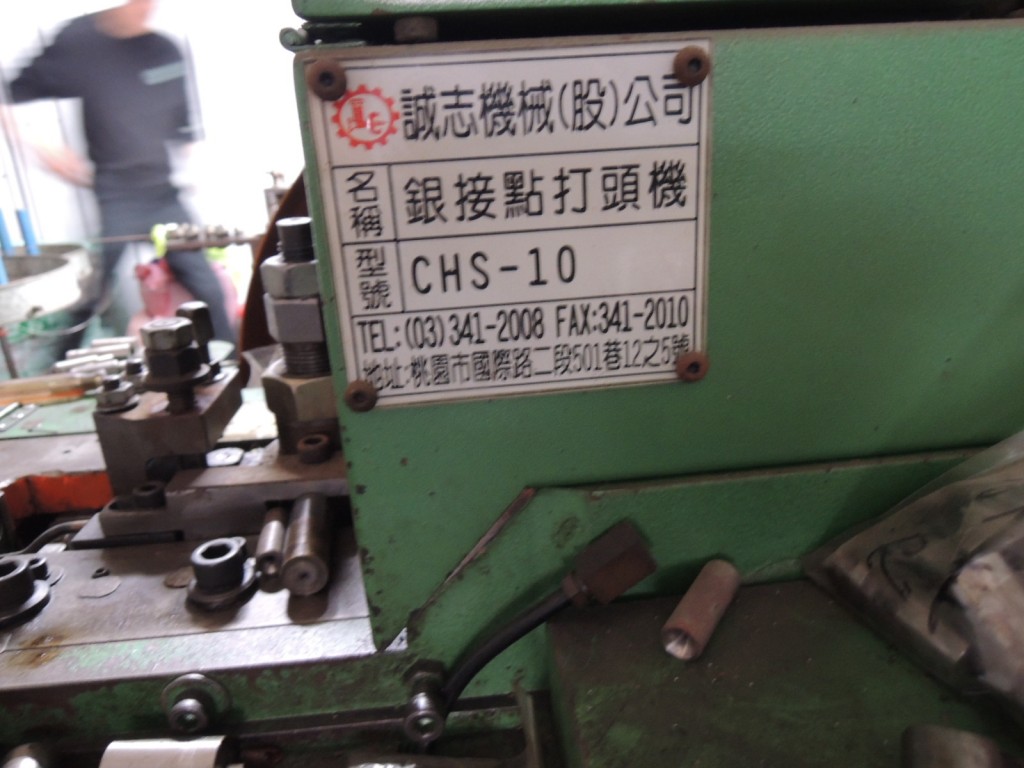 誠志機械(股)公司
名稱 銀接點打頭機
型號 CHS-10
TEL:(03)341-2008 FAX:341-2010
地址:桃園市國際路二段501巷12之5號